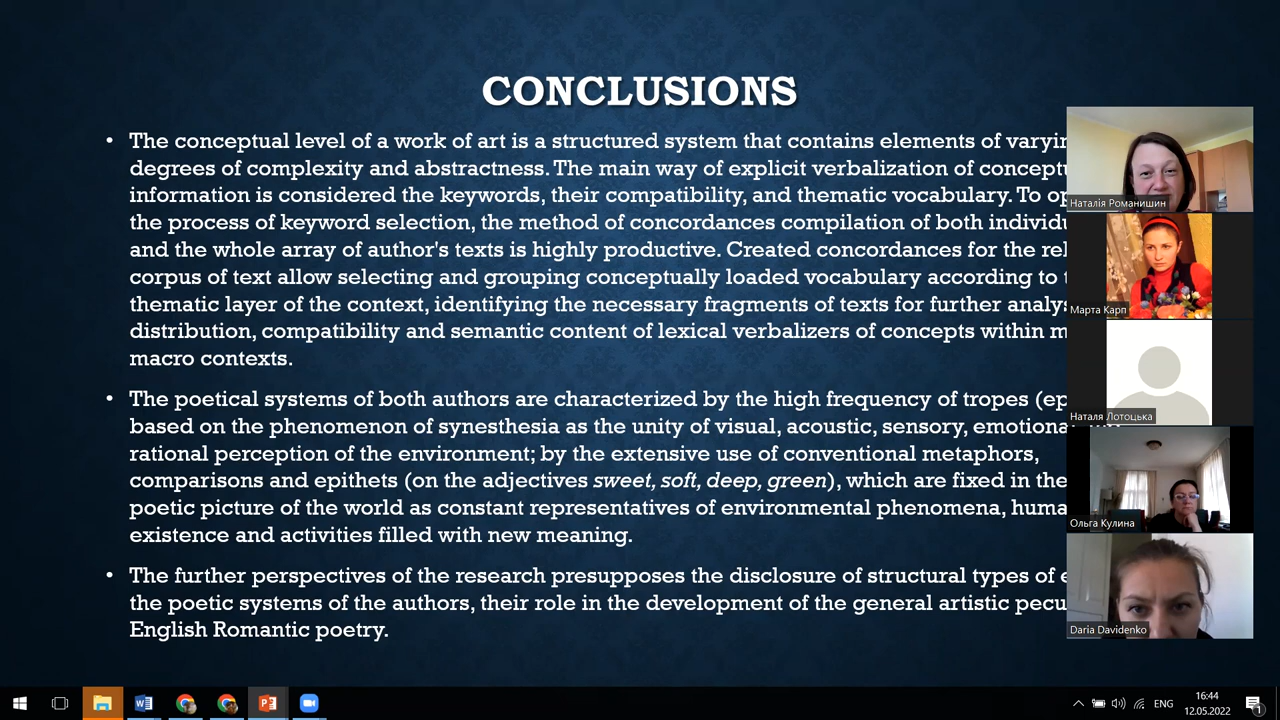 CONCLUSIONS
• The conceptual level of a work of art is a structured system that contains elements of
degrees of complexity and abstractness. The main way of explicit verbalization of
information is considered the keywords, their compatibility, and thematic vocabulary. To
the process of keyword selection, the method of concordances compilation of both
and the whole array of author's texts is highly productive. Created concordances for the
corpus of text allow selecting and grouping conceptually loaded vocabulary according to
thematic layer of the context, identifying the necessary fragments of texts for further
distribution, compatibility and semantic content of lexical verbalizers of concepts within
macro contexts.
• The poetical systems of both authors are characterized by the high frequency of tropes
based on the phenomenon of synesthesia as the unity of visual, acoustic, sensory,
rational perception of the environment; by the extensive use of conventional metaphors,
comparisons and epithets (on the adjectives sweet, soft, deep, green), which are fixed in the
poetic picture of the world as constant representatives of environmental phenomena,
existence and activities filled with new meaning.
• The further perspectives of the research presupposes the disclosure of structural types of
the poetic systems of the authors, their role in the development of the general artistic
English Romantic poetry.
Наталія Романишин
Марта Карп
Наталя Лотоцька
Ольга Кулина
Daria Davidenko
ENG
16:44
12.05.2022
1